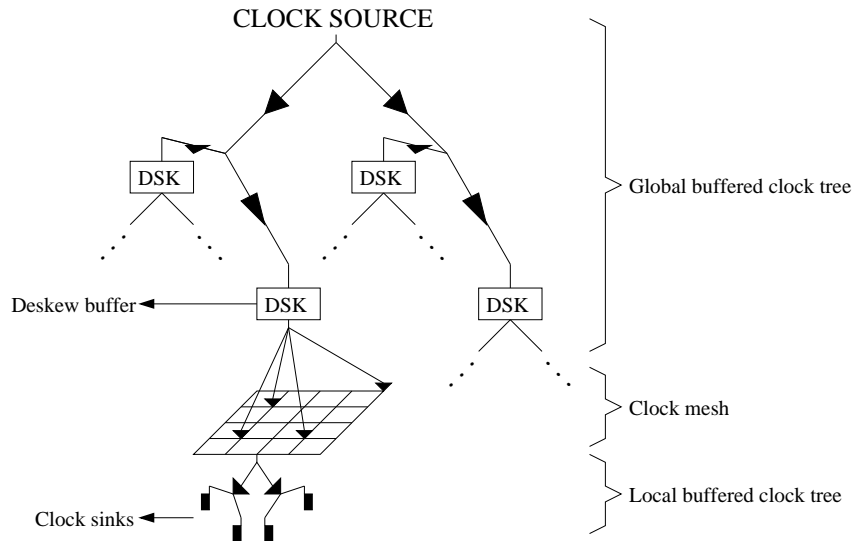 CLOCK SOURCE
DSK
DSK
Global buffered clock tree
Deskew buffer
DSK
DSK
Clock mesh
Local buffered clock tree
Clock sinks